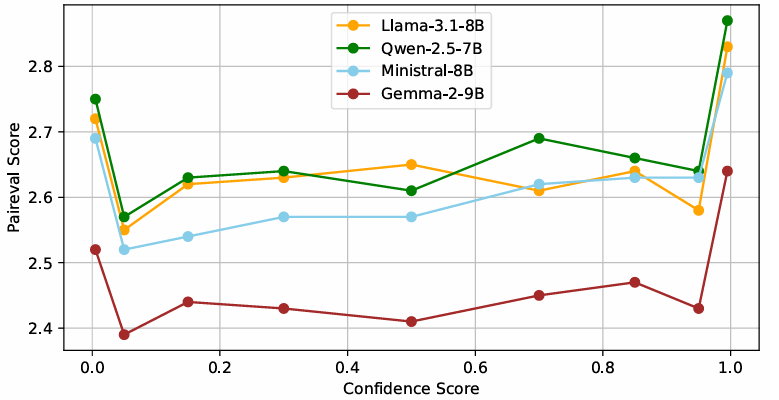 Llama-3.1-8B
Qwen-2.5-7B
Ministral-8B
Gemma-2-9B
Paireval Score
2.8
2.7
2.6
2.5
2.4
0.0 0.2 0.4 0.6 0.8 1.0
Confidence Score